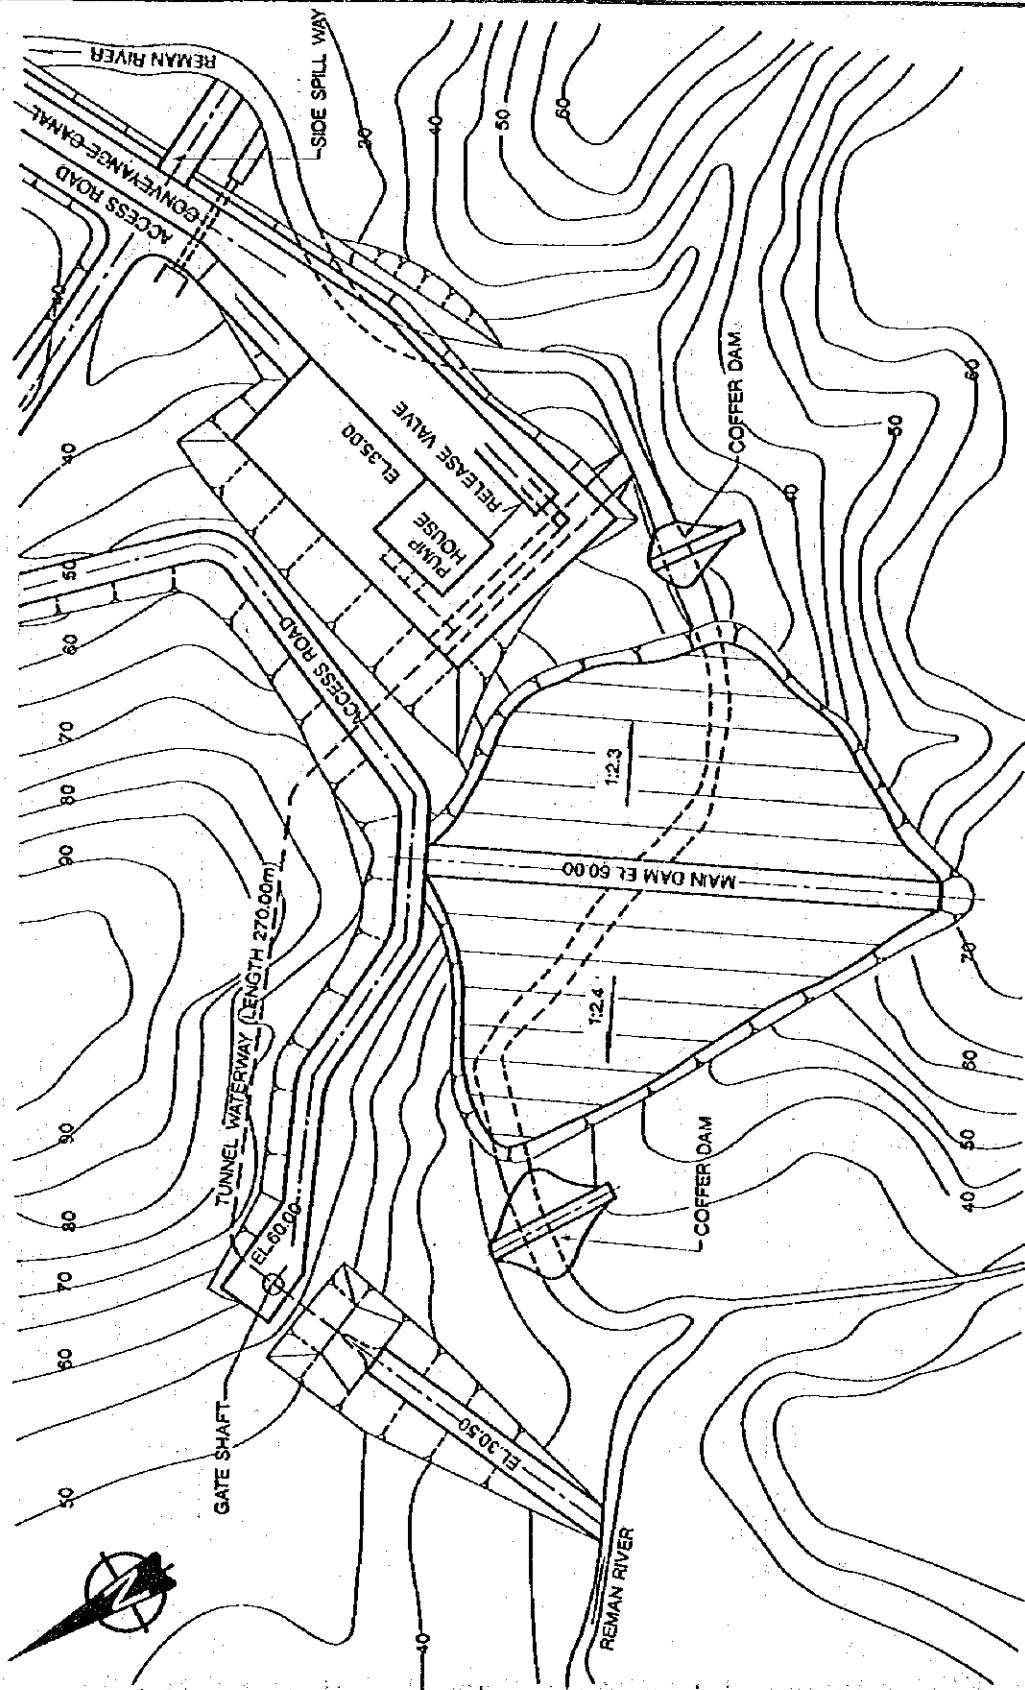 REMAN RIVER
SIDE SPILL WAY
CONVEYANCE CANAL
ACCESS ROAD
30
40
50
60
40
40
RELEASE VALVE
EL.35.00
PUMP
HOUSE
COFFER DAM
60
50
40
50
60
70
80
90
ACCESS ROAD
1:2.3
MAIN DAM EL 60.00
TUNNEL WATERWAY (LENGTH 270.00m)
1:2.4
70
60
50
40
90
80
70
60
50
EL.60.00
COFFER DAM
GATE SHAFT
EL.30.50
REMAN RIVER
40
N